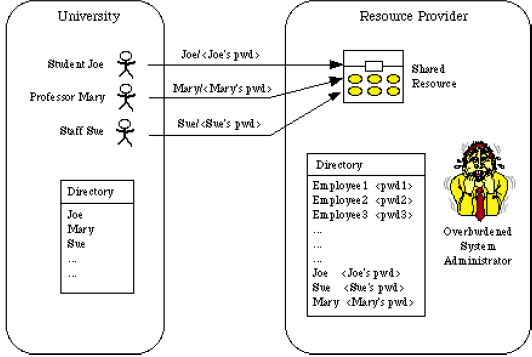 University
Student Joe
Professor Mary
Staff Sue
Directory
Joe
Mary
Sue
...
...
Joe/<Joe's pwd>
Mary/<Mary's pwd>
Sue/<Sue's pwd>
Resource Provider
Shared
Resource
Directory
Employee1 <pwd1>
Employee2 <pwd2>
Employee3 <pwd3>
...
...
...
Joe <Joe's pwd>
Sue <Sue's pwd>
Mary <Mary's pwd>
Overburdened
System
Administrator